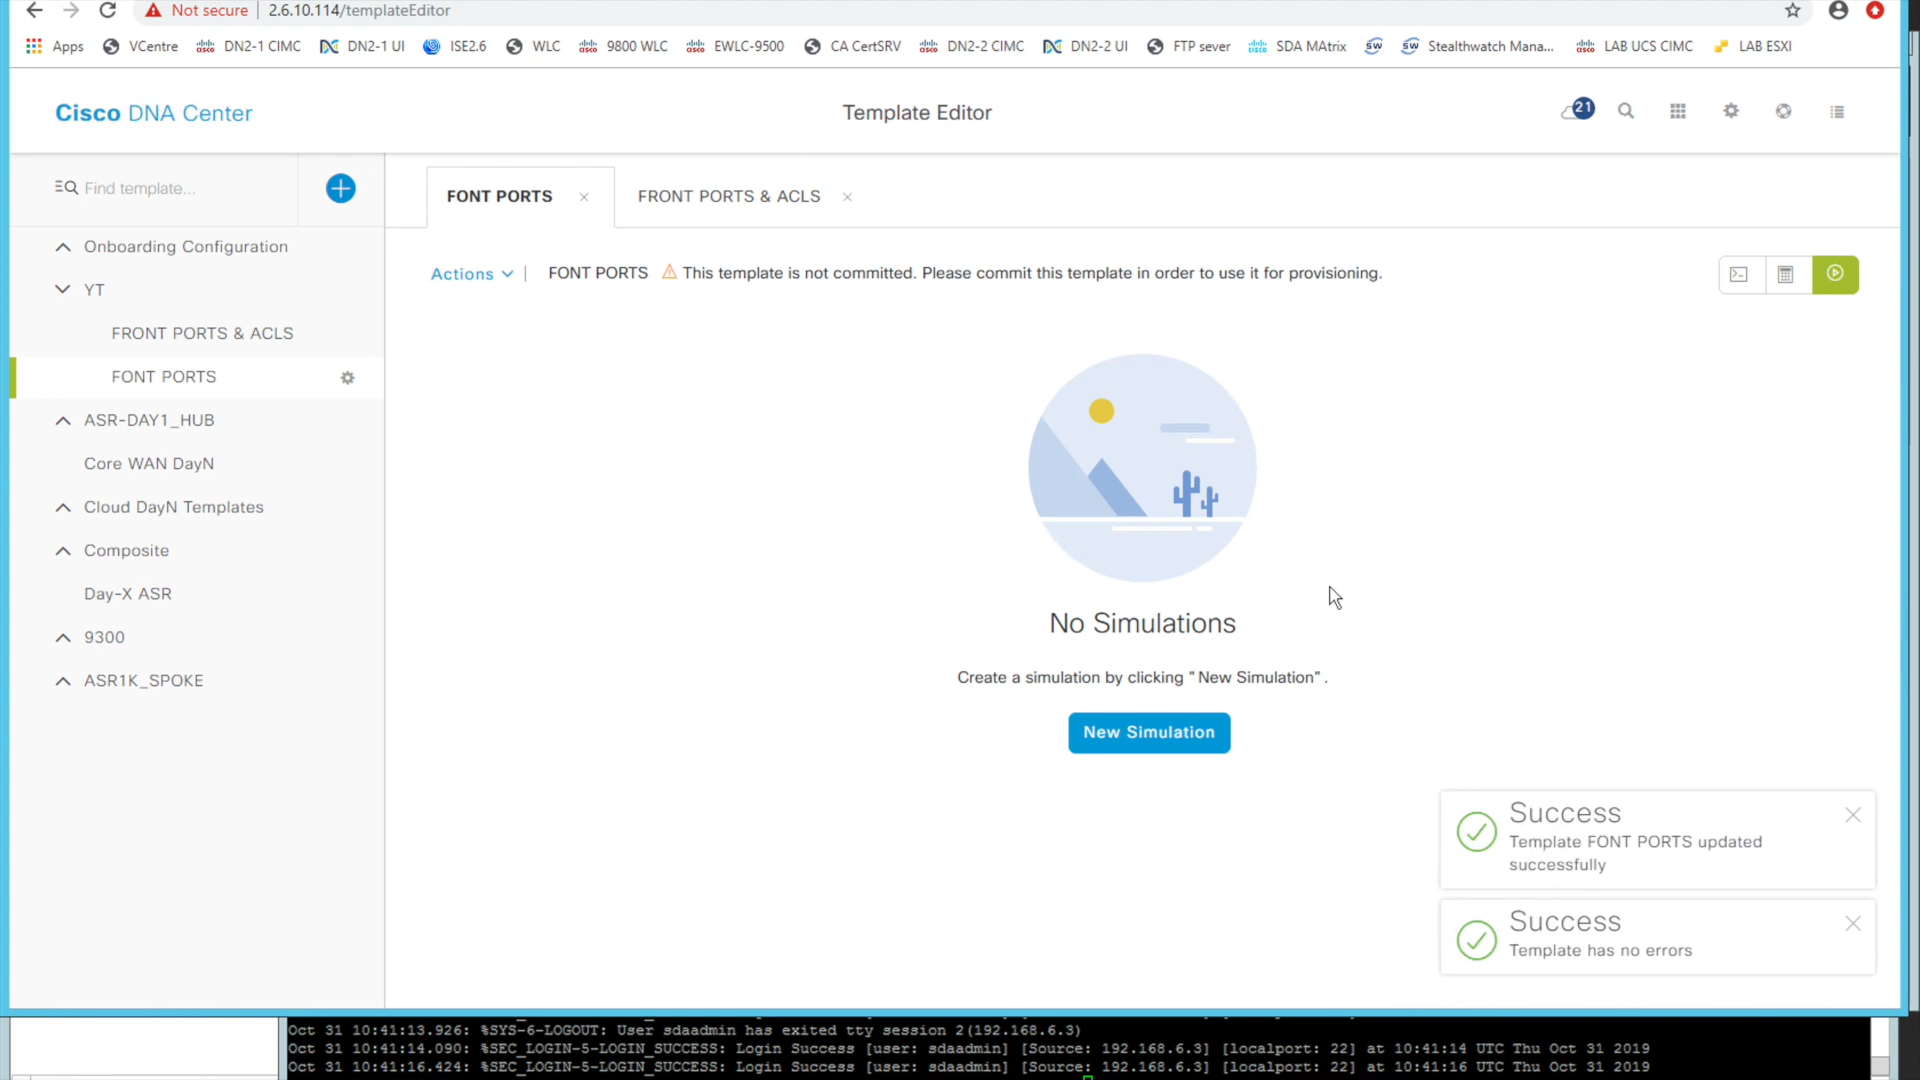 Not secure | 2.6.10.114/templateEditor
Apps VCentre DN2-1 CIMC DN2-1 UI ISE2.6 WLC 9800 WLC EWLC-9500 CA CertSRV DN2-2 CIMC DN2-2 UI FTP sever SDA MAtrix Stealthwatch Mana... LAB UCS CIMC LAB ESXI
Cisco DNA Center
Template Editor
21
Find template...
FONT PORTS
FRONT PORTS & ACLS
Onboarding Configuration
YT
FRONT PORTS & ACLS
FONT PORTS
ASR-DAY1_HUB
Core WAN DayN
Cloud DayN Templates
Composite
Day-X ASR
9300
ASR1K_SPOKE
Actions | FONT PORTS This template is not committed. Please commit this template in order to use it for provisioning.
No Simulations
Create a simulation by clicking "New Simulation".
New Simulation
Success
Template FONT PORTS updated
successfully
Success
Template has no errors
Oct 31 10:41:13.926: %SYS-6-LOGOUT: User sdaadmin has exited tty session 2(192.168.6.3)
Oct 31 10:41:14.090: %SEC_LOGIN-5-LOGIN_SUCCESS: Login Success [user: sdaadmin] [Source: 192.168.6.3] [localport: 22] at 10:41:14 UTC Thu Oct 31 2019
Oct 31 10:41:16.424: %SEC_LOGIN-5-LOGIN_SUCCESS: Login Success [user: sdaadmin] [Source: 192.168.6.3] [localport: 22] at 10:41:16 UTC Thu Oct 31 2019